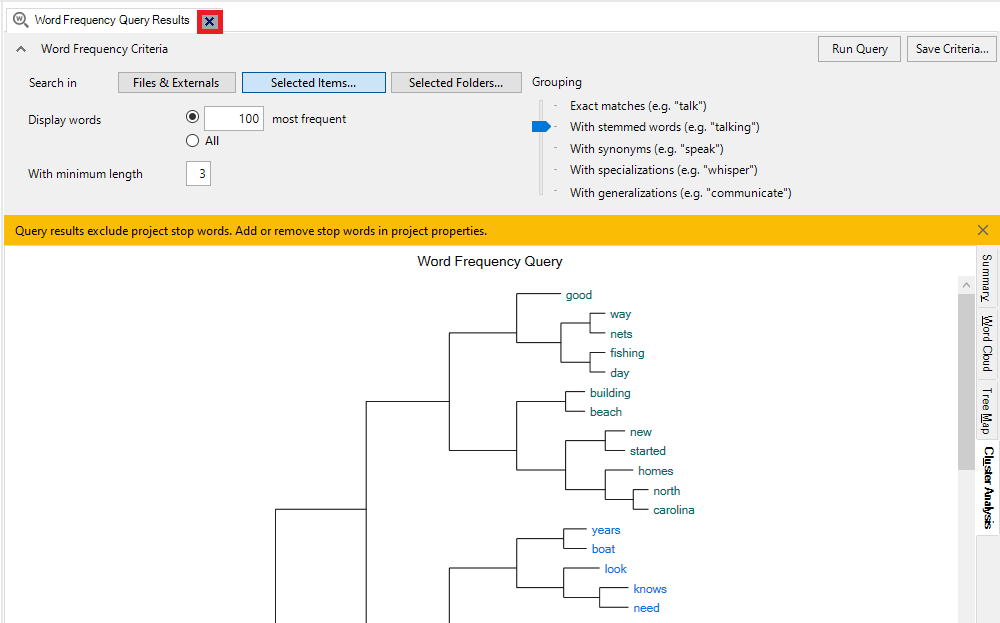 Word Frequency Query Results
Word Frequency Criteria
Run Query
Save Criteria...
Search in
Files & Externals
Selected Items...
Selected Folders...
Grouping
Display words
100
most frequent
All
With minimum length
3
Exact matches (e.g. "talk")
With stemmed words (e.g. "talking)
With synonyms (e.g. "speak")
With specializations (e.g. "whisper")
With generalizations (e.g. "communicate")
Query results exclude project stop words. Add or remove stop words in project properties.
Word Frequency Query
good
way
nets
fishing
day
building
beach
new
started
homes
north
carolina
years
boat
look
knows
need
Summary
Word Cloud
Tree Map
Cluster Analysis